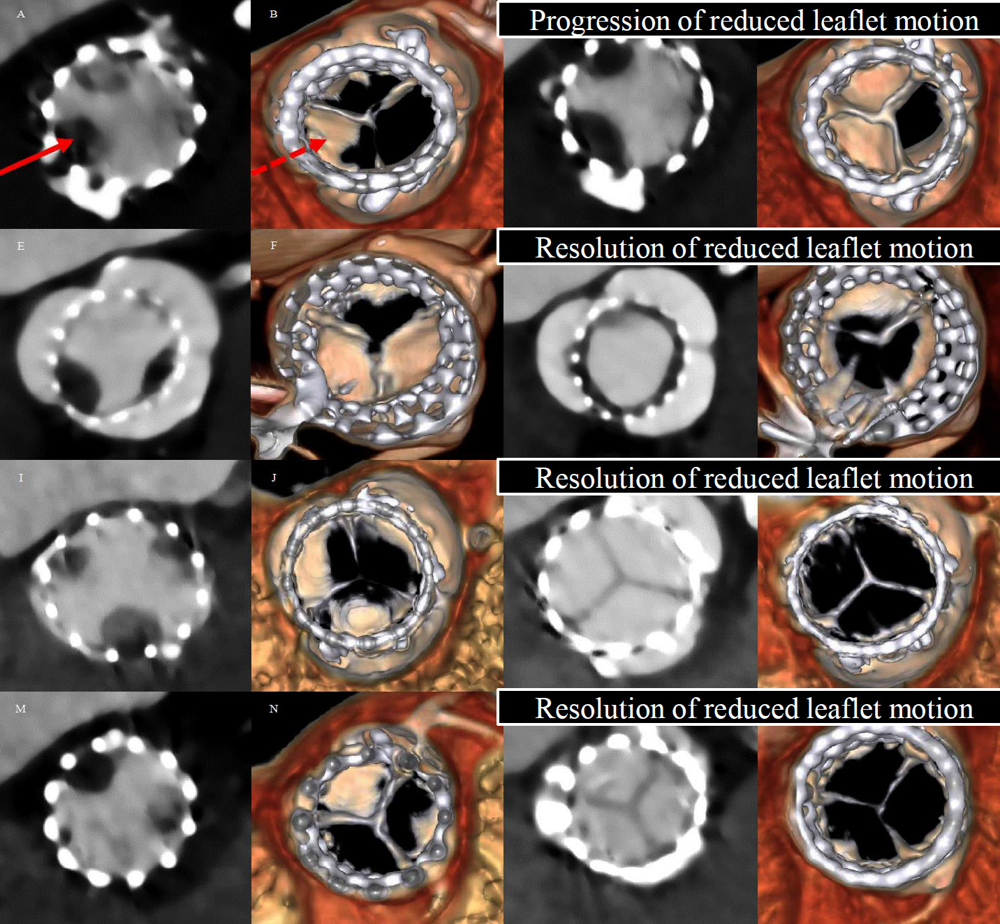 A
B
Progression of reduced leaflet motion
E
F
Resolution of reduced leaflet motion
I
J
Resolution of reduced leaflet motion
M
N
Resolution of reduced leaflet motion